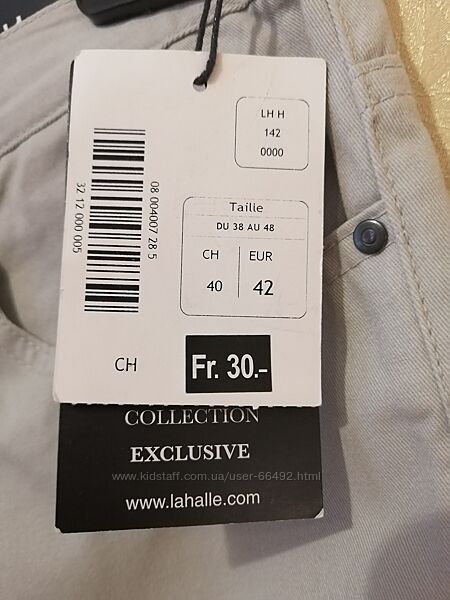 LH H
142
0000
08 004007 28 5
32 12 000 005
Taille
DU 38 AU 48
CH EUR
40 42
CH
Fr. 30.-
COLLECTION
EXCLUSIVE
www.kidstaff.com.ua/user-66492.html
www.lahalle.com